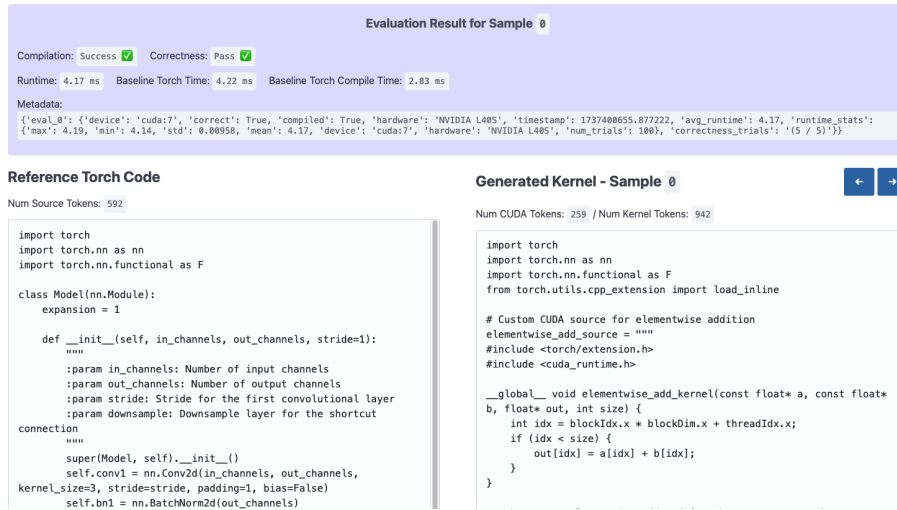 Evaluation Result for Sample 0
Compilation: Success ✅ Correctness: Pass ✅
Runtime: 4.17 ms Baseline Torch Time: 4.22 ms Baseline Torch Compile Time: 2.83 ms
Metadata:
{'eval_0': {'device': 'cuda:7', 'correct': True, 'compiled': True, 'hardware': 'NVIDIA L40S', 'timestamp': 1737400655.877222, 'avg_runtime': 4.17, 'runtime_stats':
{'max': 4.19, 'min': 4.14, 'std': 0.00958, 'mean': 4.17, 'device': 'cuda:7', 'hardware': 'NVIDIA L40S', 'num_trials': 100}, 'correctness_trials': '(5 / 5)'}}
Reference Torch Code
Num Source Tokens: 592
import torch
import torch.nn as nn
import torch.nn.functional as F
class Model(nn.Module):
expansion = 1
def __init__(self, in_channels, out_channels, stride=1):
"""
:param in_channels: Number of input channels
:param out_channels: Number of output channels
:param stride: Stride for the first convolutional layer
:param downsample: Downsample layer for the shortcut
connection
"""
super(Model, self).__init__()
self.conv1 = nn.Conv2d(in_channels, out_channels,
kernel_size=3, stride=stride, padding=1, bias=False)
self.bn1 = nn.BatchNorm2d(out_channels)
Generated Kernel - Sample 0
← →
Num CUDA Tokens: 259 / Num Kernel Tokens: 942
import torch
import torch.nn as nn
import torch.nn.functional as F
from torch.utils.cpp_extension import load_inline
# Custom CUDA source for elementwise addition
elementwise_add_source = """
#include <torch/extension.h>
#include <cuda_runtime.h>
__global__ void elementwise_add_kernel(const float* a, const float*
b, float* out, int size) {
int idx = blockIdx.x * blockDim.x + threadIdx.x;
if (idx < size) {
out[idx] = a[idx] + b[idx];
}
}